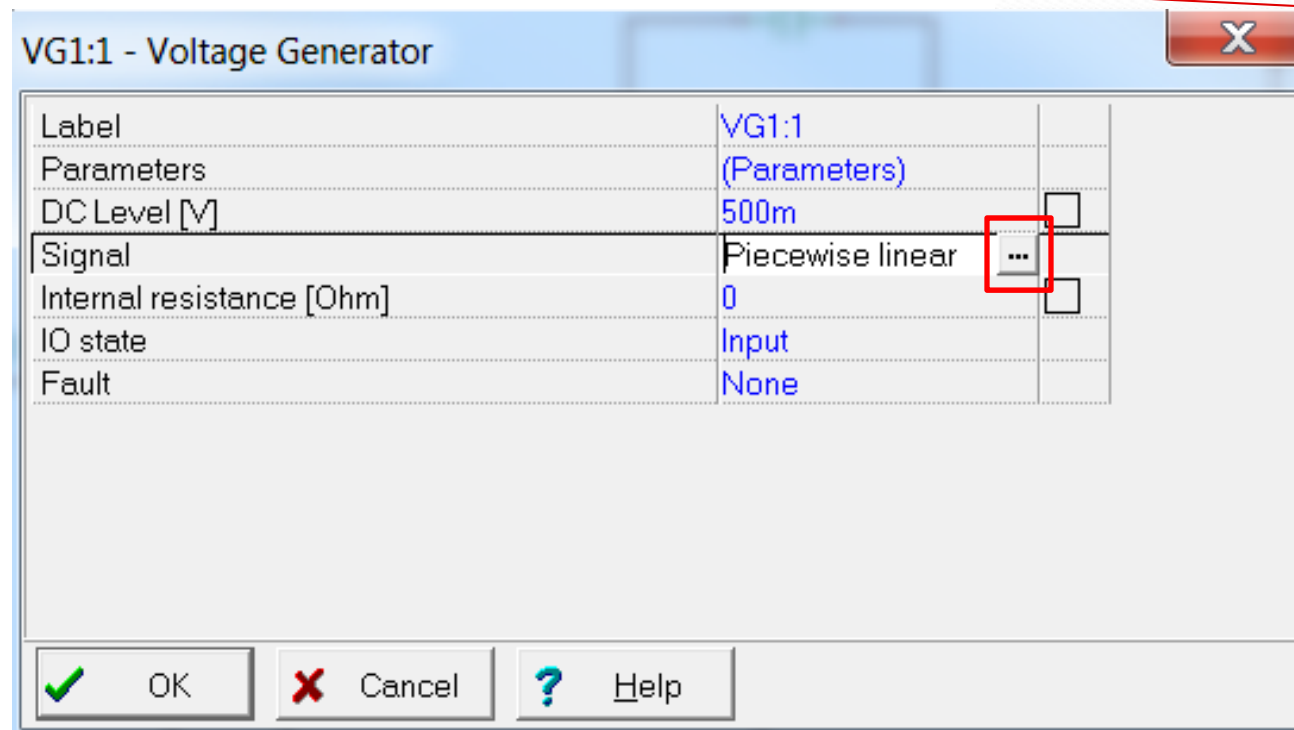 VG1:1 - Voltage Generator
Label VG1:1
Parameters (Parameters)
DC Level [V] 500m
Signal Piecewise linear ...
Internal resistance [Ohm] 0
IO state Input
Fault None
OK Cancel ? Help